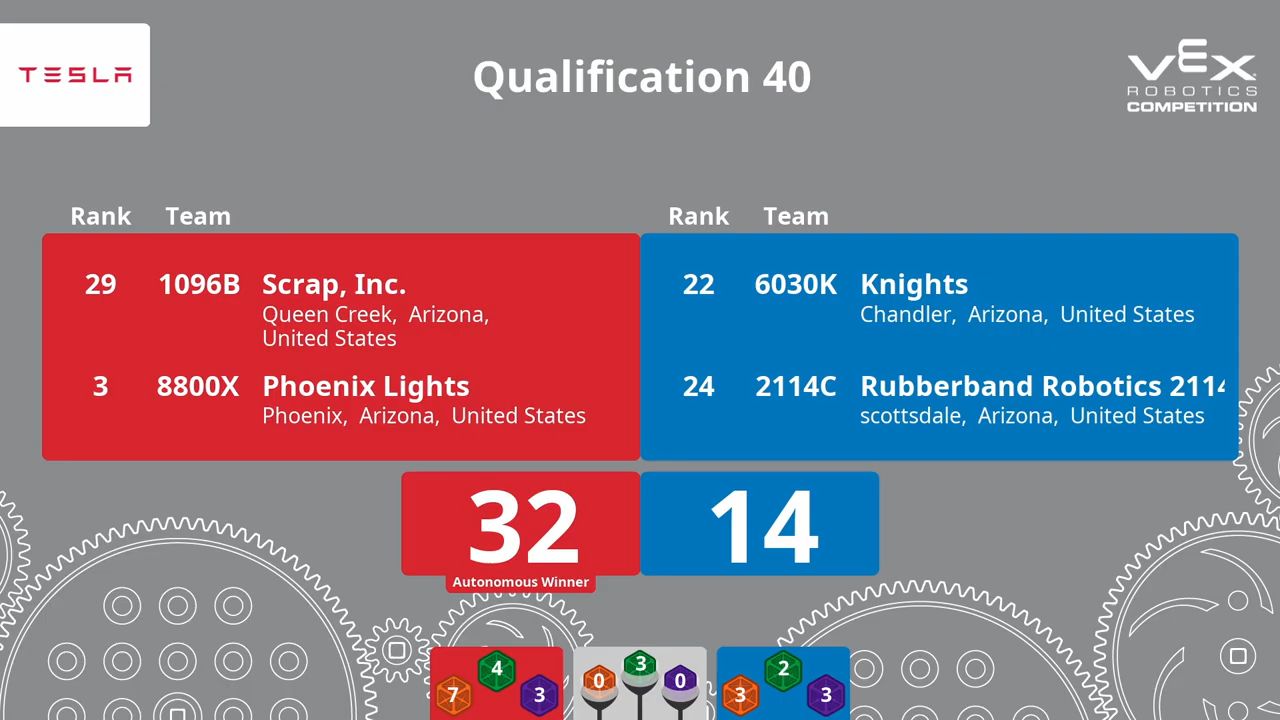 TESLA
Qualification 40
VEX
ROBOTICS
COMPETITION
Rank Team
29 1096B Scrap, Inc.
Queen Creek, Arizona,
United States
3 8800X Phoenix Lights
Phoenix, Arizona, United States
Rank Team
22 6030K Knights
Chandler, Arizona, United States
24 2114C Rubberband Robotics 2114
scottsdale, Arizona, United States
32
14
Autonomous Winner
7 4 3
0 3 0
3 2 3